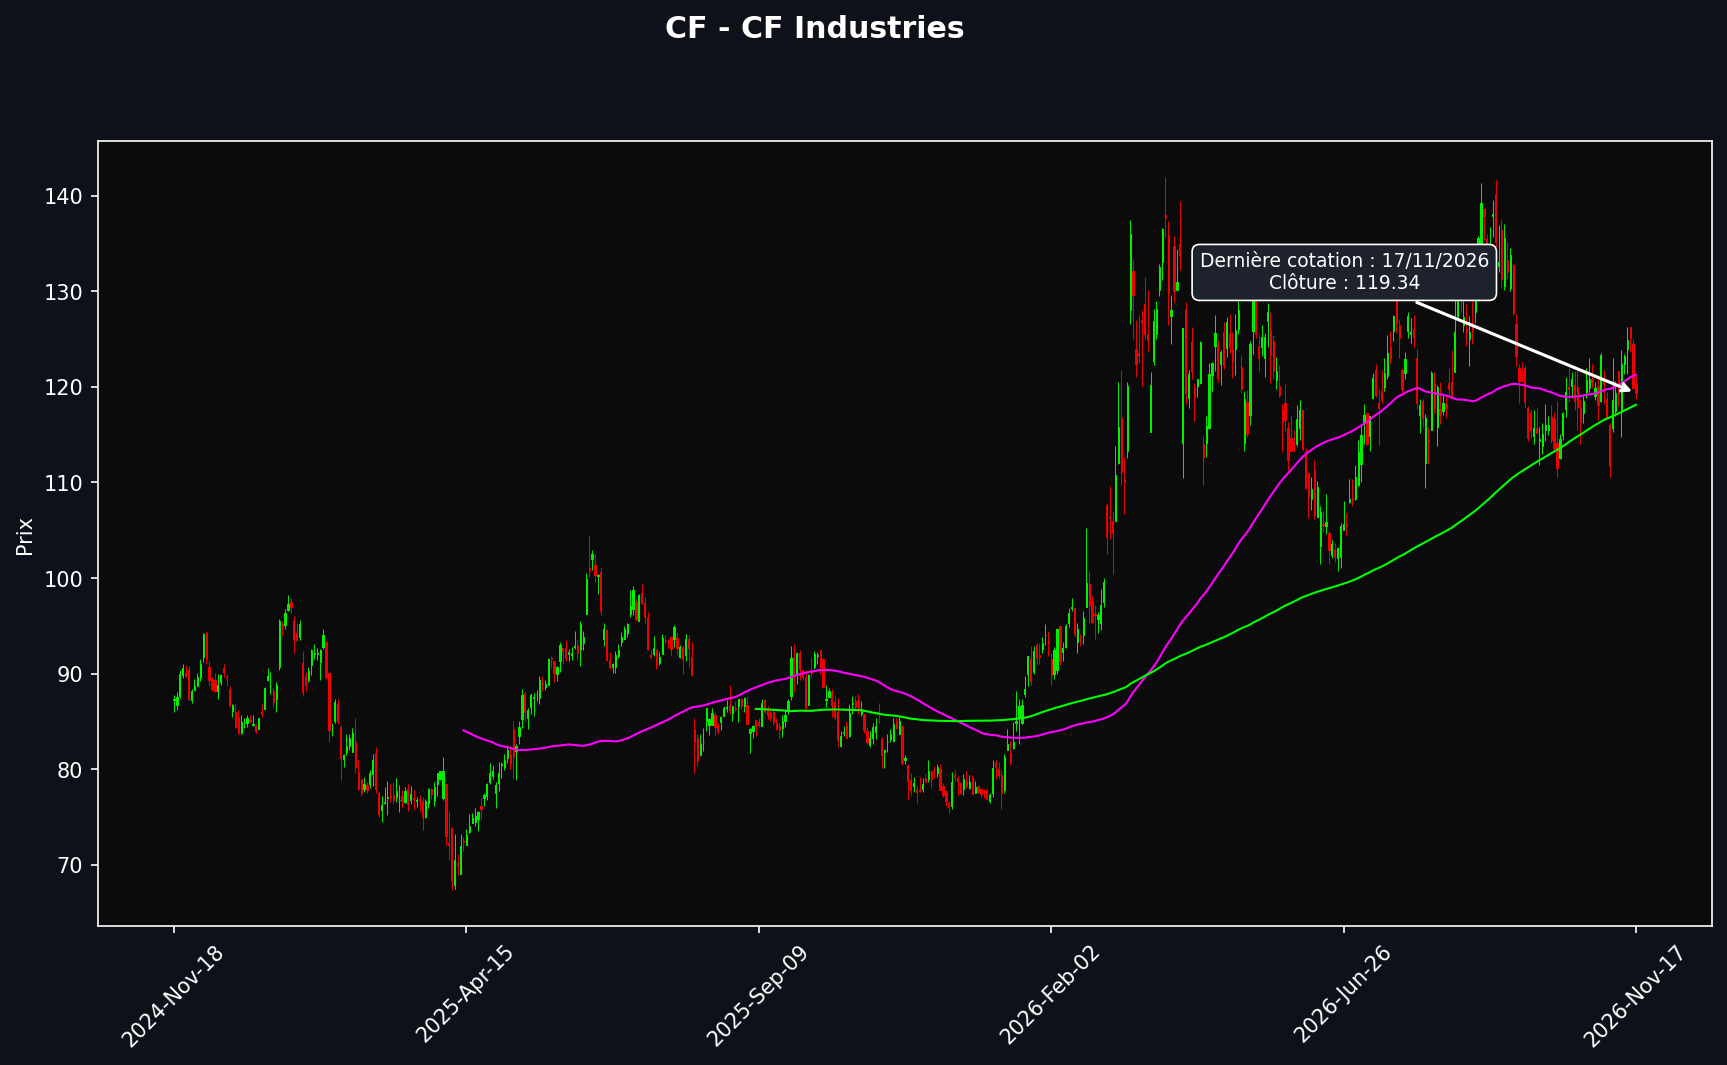 CF - CF Industries
Prix
140
130
120
110
100
90
80
70
Dernière cotation : 17/11/2026
Clôture : 119.34
2024-Nov-18
2025-Apr-15
2025-Sep-09
2026-Feb-02
2026-Jun-26
2026-Nov-17